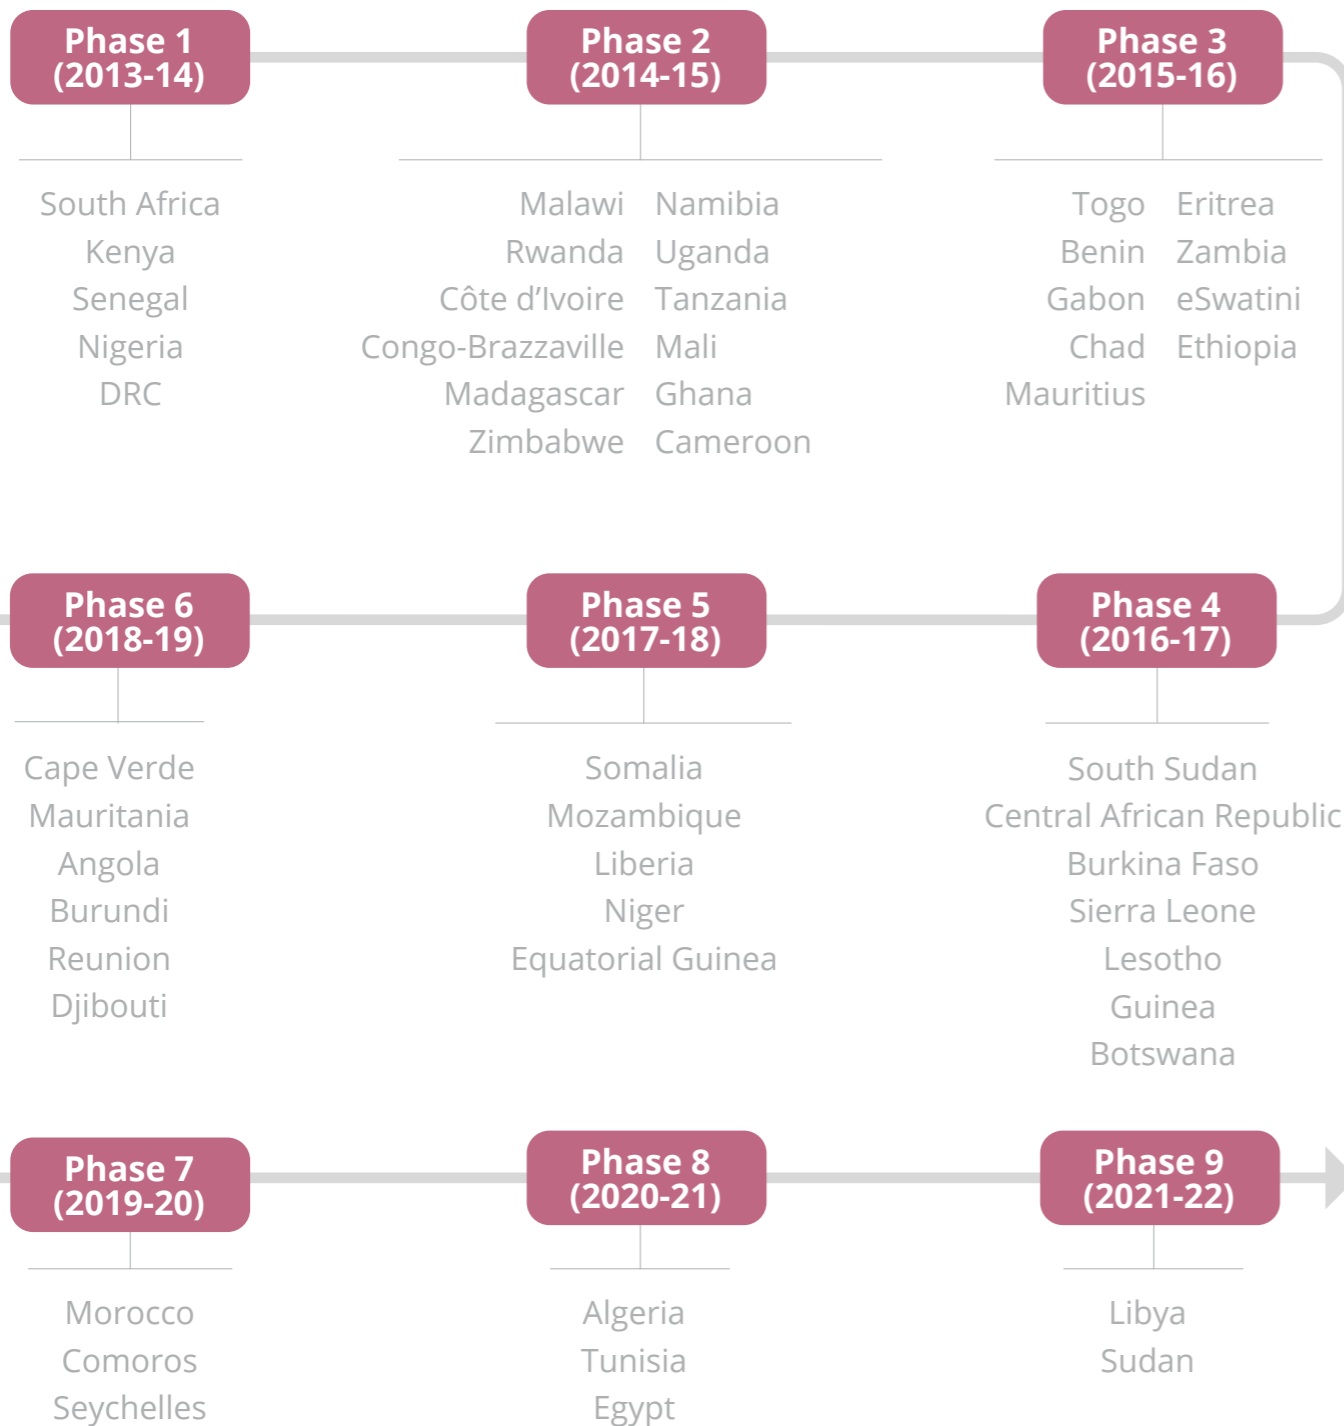 Phase 1
(2013-14)
South Africa
Kenya
Senegal
Nigeria
DRC
Phase 2
(2014-15)
Malawi Namibia
Rwanda Uganda
Côte d’Ivoire Tanzania
Congo-Brazzaville Mali
Madagascar Ghana
Zimbabwe Cameroon
Phase 3
(2015-16)
Togo Eritrea
Benin Zambia
Gabon eSwatini
Chad Ethiopia
Mauritius
Phase 4
(2016-17)
South Sudan
Central African Republic
Burkina Faso
Sierra Leone
Lesotho
Guinea
Botswana
Phase 5
(2017-18)
Somalia
Mozambique
Liberia
Niger
Equatorial Guinea
Phase 6
(2018-19)
Cape Verde
Mauritania
Angola
Burundi
Reunion
Djibouti
Phase 7
(2019-20)
Morocco
Comoros
Seychelles
Phase 8
(2020-21)
Algeria
Tunisia
Egypt
Phase 9
(2021-22)
Libya
Sudan